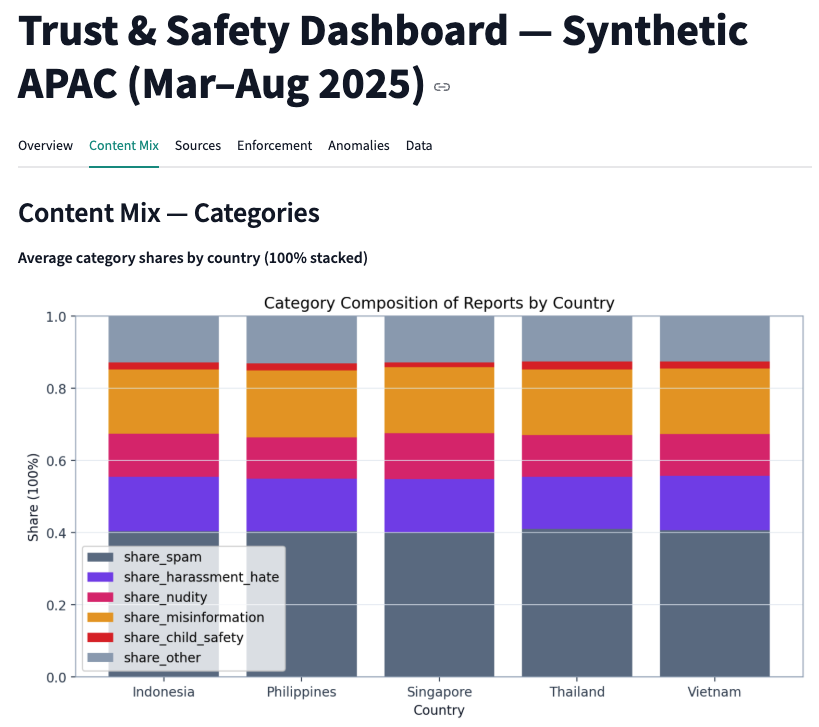 Trust & Safety Dashboard — Synthetic
APAC (Mar–Aug 2025)
Overview Content Mix Sources Enforcement Anomalies Data
Content Mix — Categories
Average category shares by country (100% stacked)
Category Composition of Reports by Country
1.0
0.8
0.6
0.4
0.2
0.0
Share (100%)
share_spam
share_harassment_hate
share_nudity
share_misinformation
share_child_safety
share_other
Indonesia Philippines Singapore Thailand Vietnam
Country